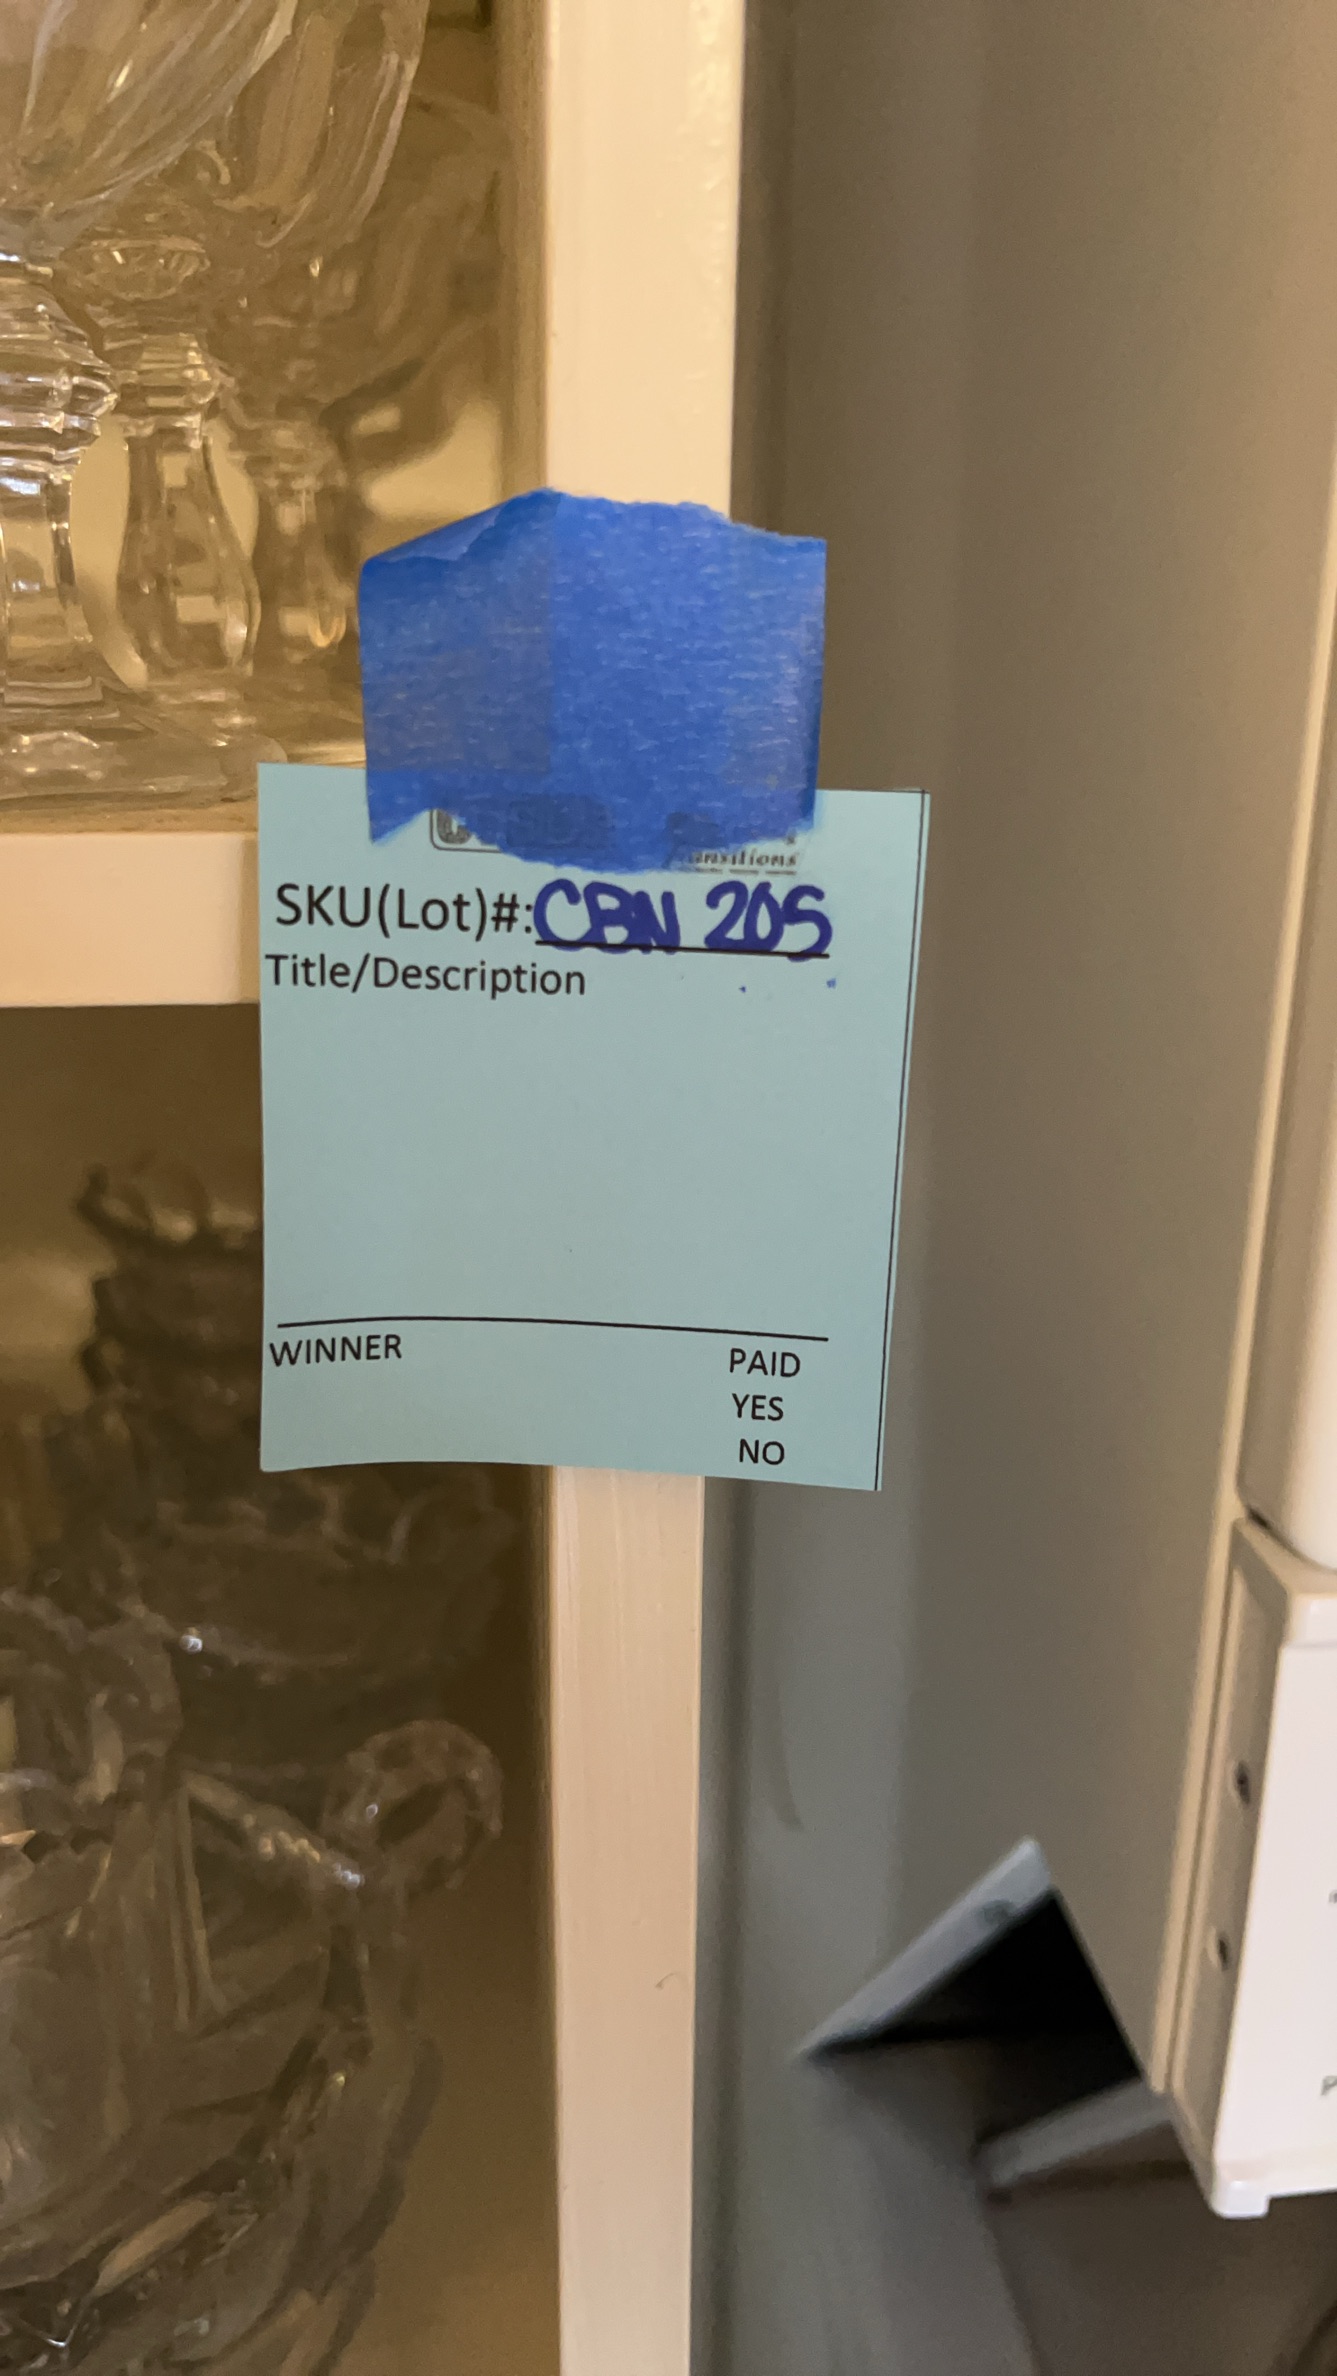 SKU(Lot)#: CBN 205
Title/Description
WINNER
PAID
YES
NO